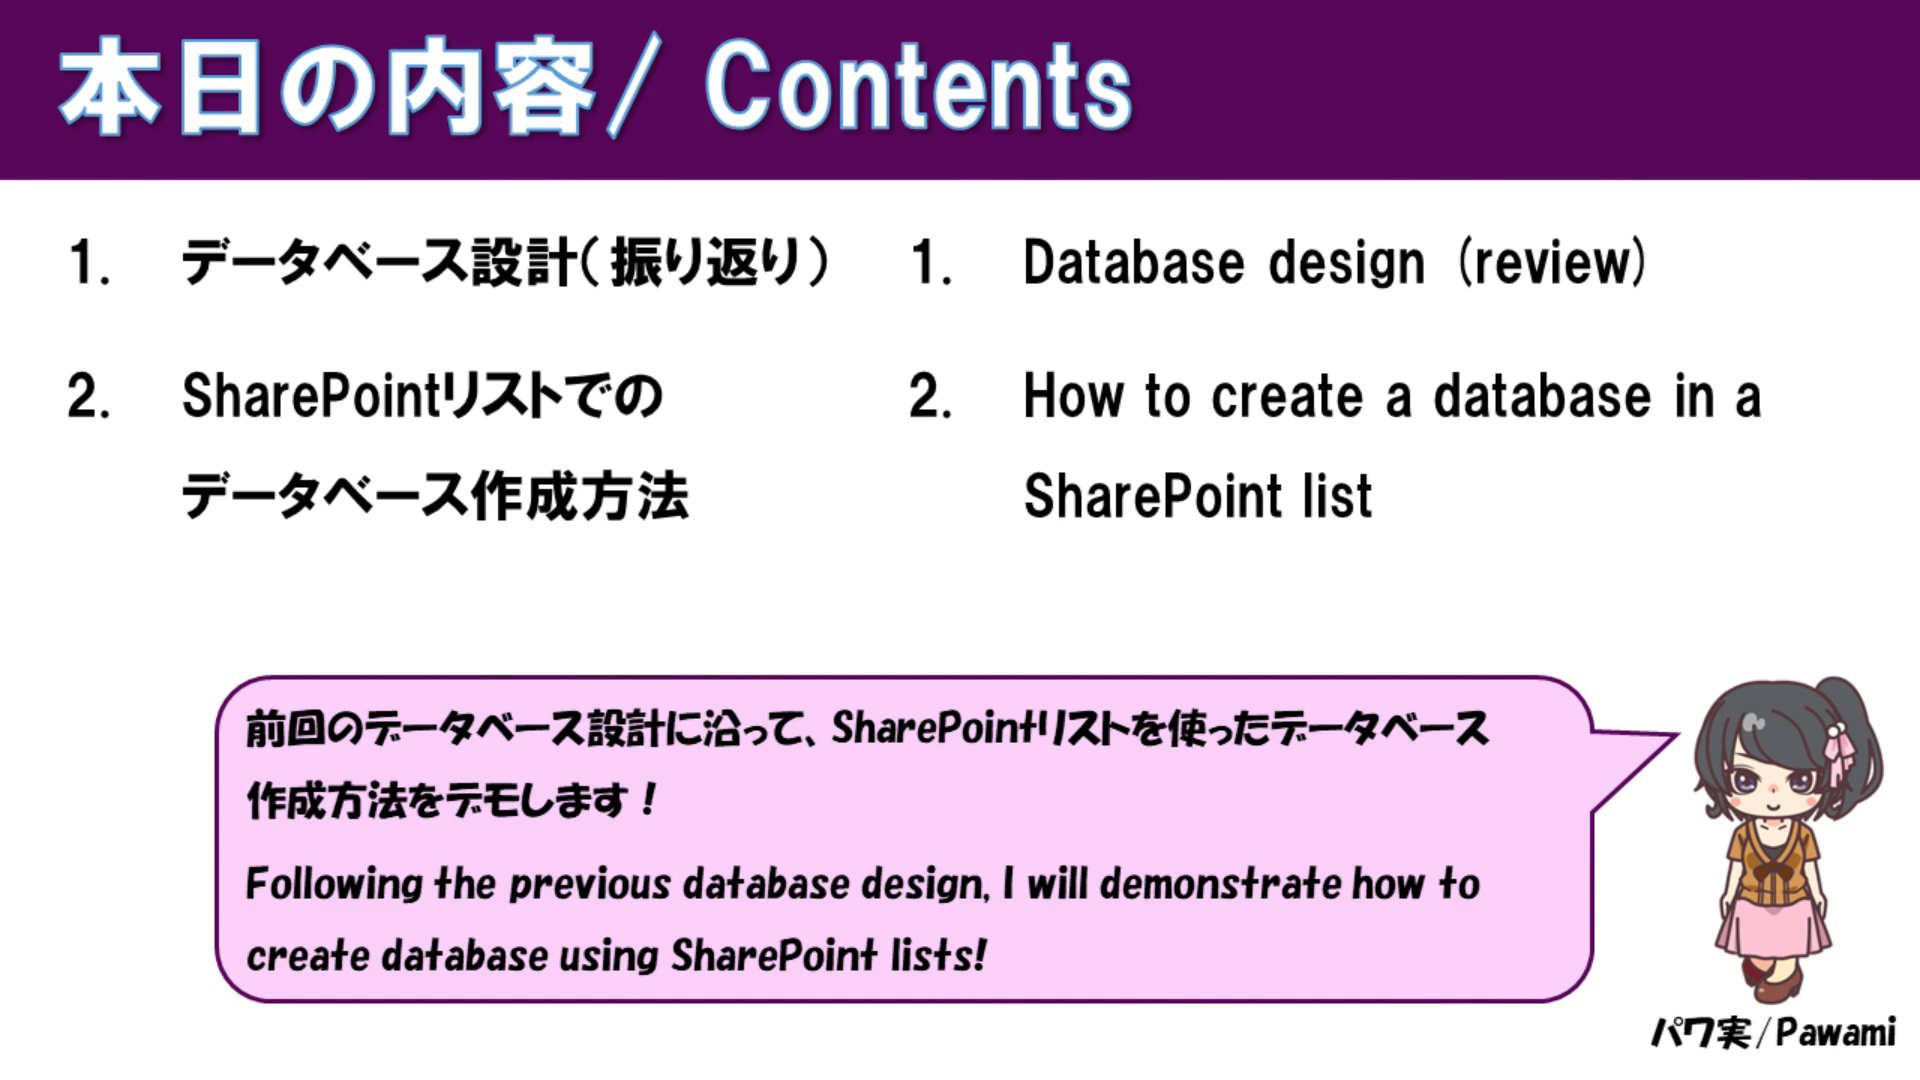 本日の内容/ Contents
1. データベース設計(振り返り)
2. SharePointリストでの
データベース作成方法
1. Database design (review)
2. How to create a database in a
SharePoint list
前回のデータベース設計に沿って、SharePointリストを使ったデータベース
作成方法をデモします！
Following the previous database design, I will demonstrate how to
create database using SharePoint lists!
パワ実/Pawami